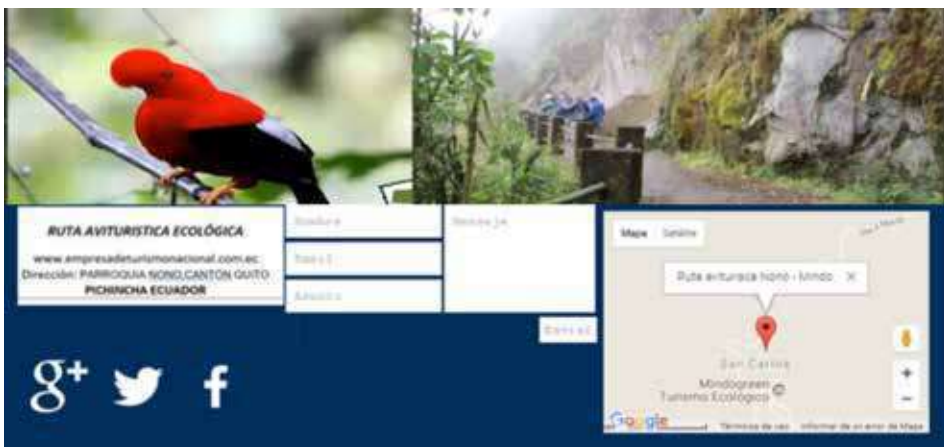 RUTA AVITURISTICA ECOLÓGICA
www.empresadeturismonacional.com.ec
Dirección: PARROQUIA NONO,CANTON QUITO
PICHINCHA ECUADOR
Nombre
Email
Asunto
Mensaje
Enviar
g+
f
Mapa Satélite
Ruta aviturisca Nono - Mindo ×
San Carlos
Mindogreen
Turismo Ecológico
+
−
Google
Términos de uso Informar de un error de Maps